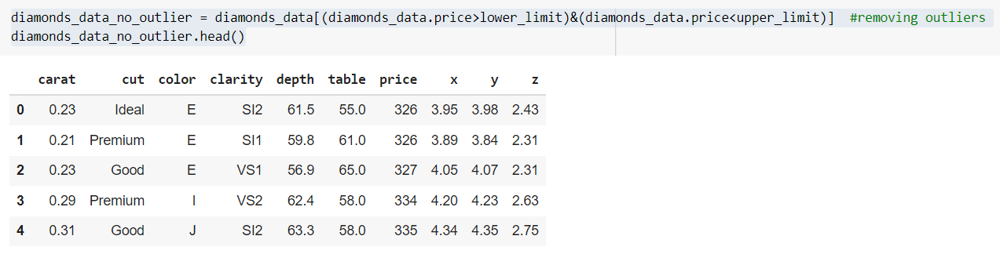 diamonds_data_no_outlier = diamonds_data[(diamonds_data.price>lower_limit)&(diamonds_data.price<upper_limit)]  #removing outliers
diamonds_data_no_outlier.head()
carat cut color clarity depth table price x y z
0 0.23 Ideal E SI2 61.5 55.0 326 3.95 3.98 2.43
1 0.21 Premium E SI1 59.8 61.0 326 3.89 3.84 2.31
2 0.23 Good E VS1 56.9 65.0 327 4.05 4.07 2.31
3 0.29 Premium I VS2 62.4 58.0 334 4.20 4.23 2.63
4 0.31 Good J SI2 63.3 58.0 335 4.34 4.35 2.75